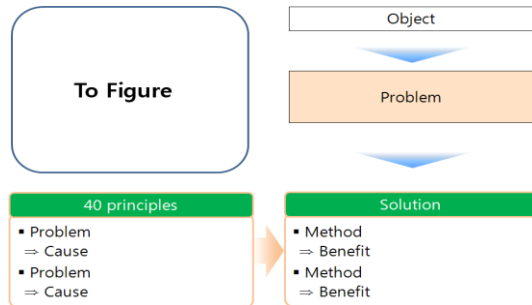 To Figure
Object
Problem
40 principles
▪ Problem
⇒ Cause
▪ Problem
⇒ Cause
Solution
▪ Method
⇒ Benefit
▪ Method
⇒ Benefit